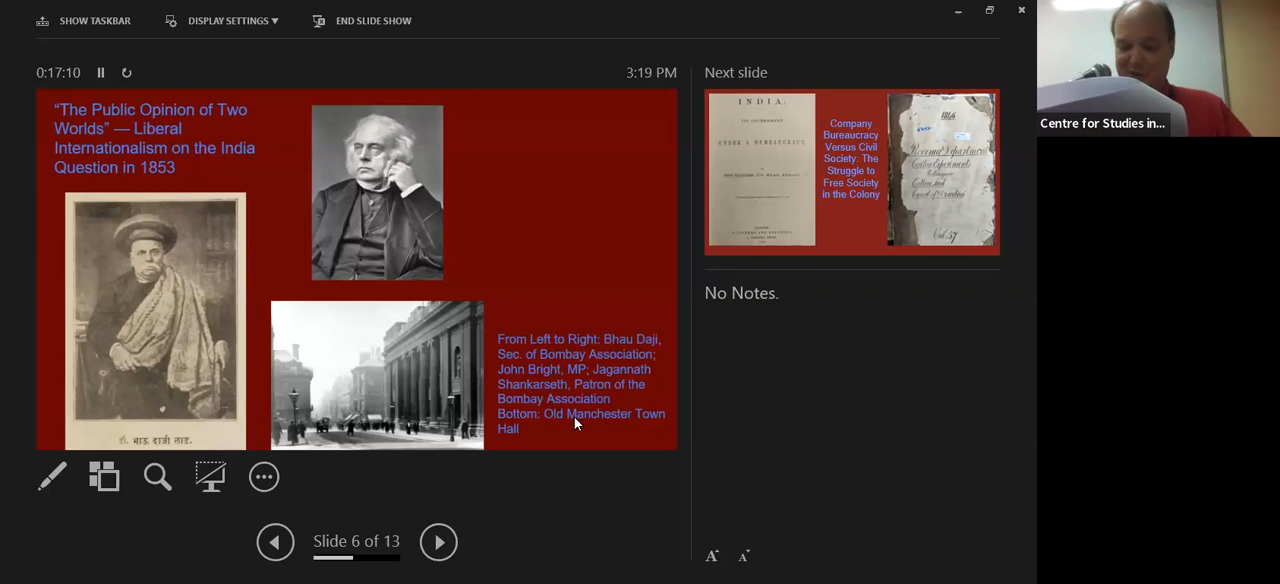 SHOW TASKBAR
DISPLAY SETTINGS ▼
END SLIDE SHOW
0:17:10
3:19 PM
Next slide
“The Public Opinion of Two
Worlds” — Liberal
Internationalism on the India
Question in 1853
डॉ. भाऊ दाजी लाड.
From Left to Right: Bhau Daji,
Sec. of Bombay Association;
John Bright, MP; Jagannath
Shankarseth, Patron of the
Bombay Association
Bottom: Old Manchester Town
Hall
INDIA:
UNDER A BUREAUCRACY
Company
Bureaucracy
Versus Civil
Society: The
Struggle to
Free Society
in the Colony
Revenue Department
Vol. 57
No Notes.
Slide 6 of 13
A A
Centre for Studies in...